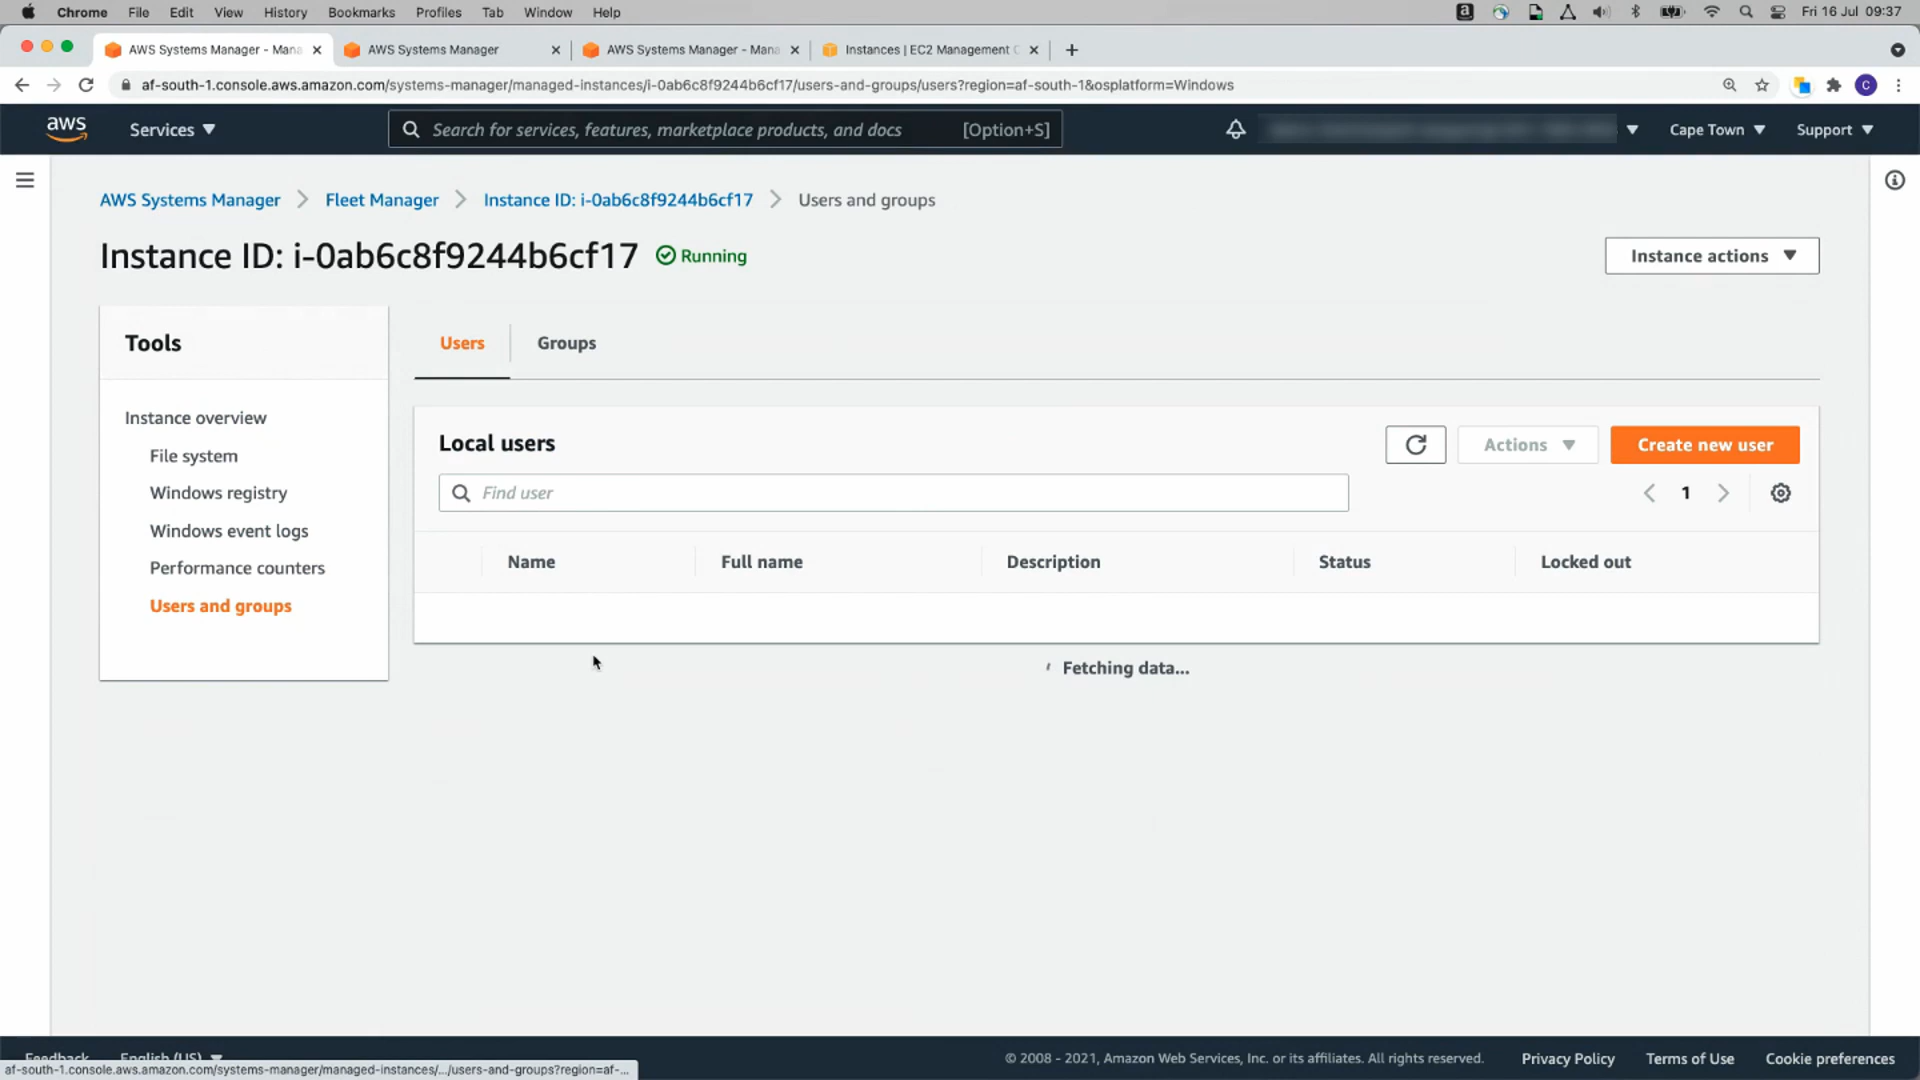 Chrome File Edit View History Bookmarks Profiles Tab Window Help Fri 16 Jul 09:37
AWS Systems Manager - Mana AWS Systems Manager AWS Systems Manager - Mana Instances | EC2 Management C
af-south-1.console.aws.amazon.com/systems-manager/managed-instances/i-0ab6c8f9244b6cf17/users-and-groups/users?region=af-south-1&osplatform=Windows
aws Services Search for services, features, marketplace products, and docs [Option+S] Cape Town Support
AWS Systems Manager Fleet Manager Instance ID: i-0ab6c8f9244b6cf17 Users and groups
Instance ID: i-0ab6c8f9244b6cf17 Running Instance actions
Tools
Instance overview
File system
Windows registry
Windows event logs
Performance counters
Users and groups
Users Groups
Local users Actions Create new user
Find user 1
Name Full name Description Status Locked out
Fetching data...
Feedback English (US) © 2008 - 2021, Amazon Web Services, Inc. or its affiliates. All rights reserved. Privacy Policy Terms of Use Cookie preferences
af-south-1.console.aws.amazon.com/systems-manager/managed-instances/.../users-and-groups?region=af-...